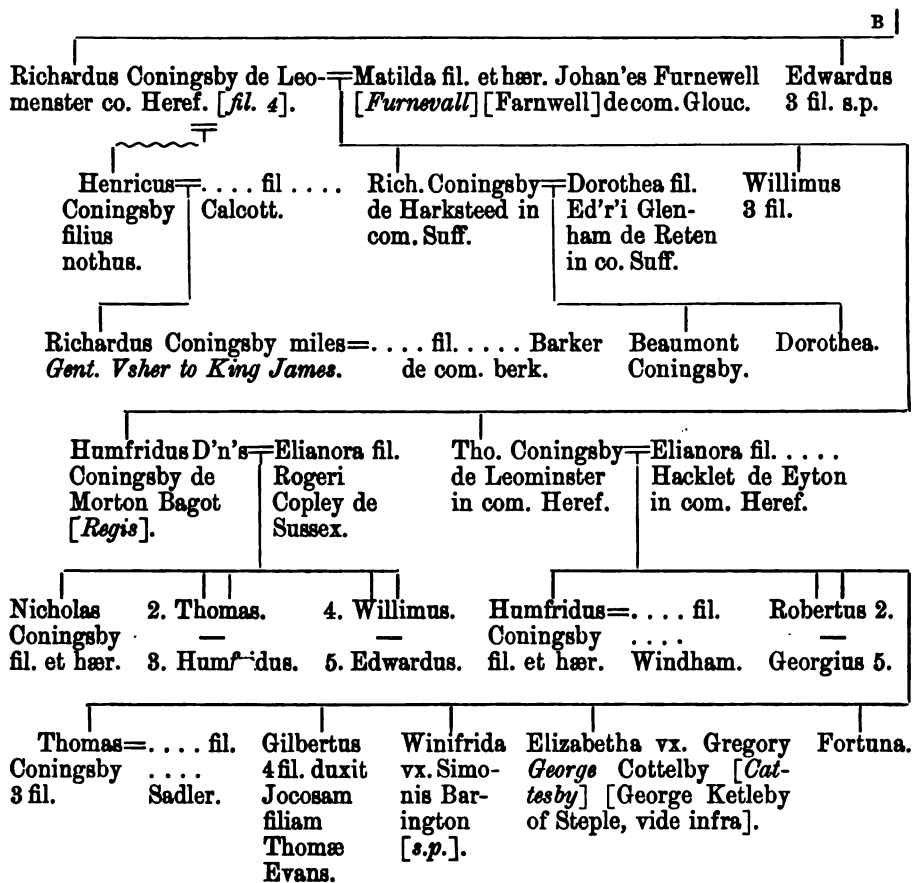 B
Richardus Coningsby de Leo-
menster co. Heref. [fil. 4].
Matilda fil. et hær. Johan'es Furnewell
[Furnevall] [Farnwell] de com. Glouc.
Edwardus
3 fil. s.p.
Henricus
Coningsby
filius
nothus.
. . . . fil . . . .
Calcott.
Rich. Coningsby
de Harksteed in
com. Suff.
Dorothea fil.
Ed'r'i Glen-
ham de Reten
in co. Suff.
Willimus
3 fil.
Richardus Coningsby miles=. . . . fil. . . . . Barker
Gent. Vsher to King James. de com. berk.
Beaumont
Coningsby.
Dorothea.
Humfridus D'n's
Coningsby de
Morton Bagot
[Regis].
Elianora fil.
Rogeri
Copley de
Sussex.
Tho. Coningsby
de Leominster
in com. Heref.
Elianora fil. . . . .
Hacklet de Eyton
in com. Heref.
Nicholas
Coningsby
fil. et hær.
2. Thomas.
—
3. Humfridus.
4. Willimus.
—
5. Edwardus.
Humfridus=. . . . fil.
Coningsby . . . .
fil. et hær. Windham.
Robertus 2.
—
Georgius 5.
Thomas=. . . . fil.
Coningsby . . . .
3 fil. Sadler.
Gilbertus
4 fil. duxit
Jocosam
filiam
Thomæ
Evans.
Winifrida
vx. Simo-
nis Bar-
ington
[s.p.].
Elizabetha vx. Gregory
George Cottelby [Cat-
tesby] [George Ketleby
of Steple, vide infra].
Fortuna.